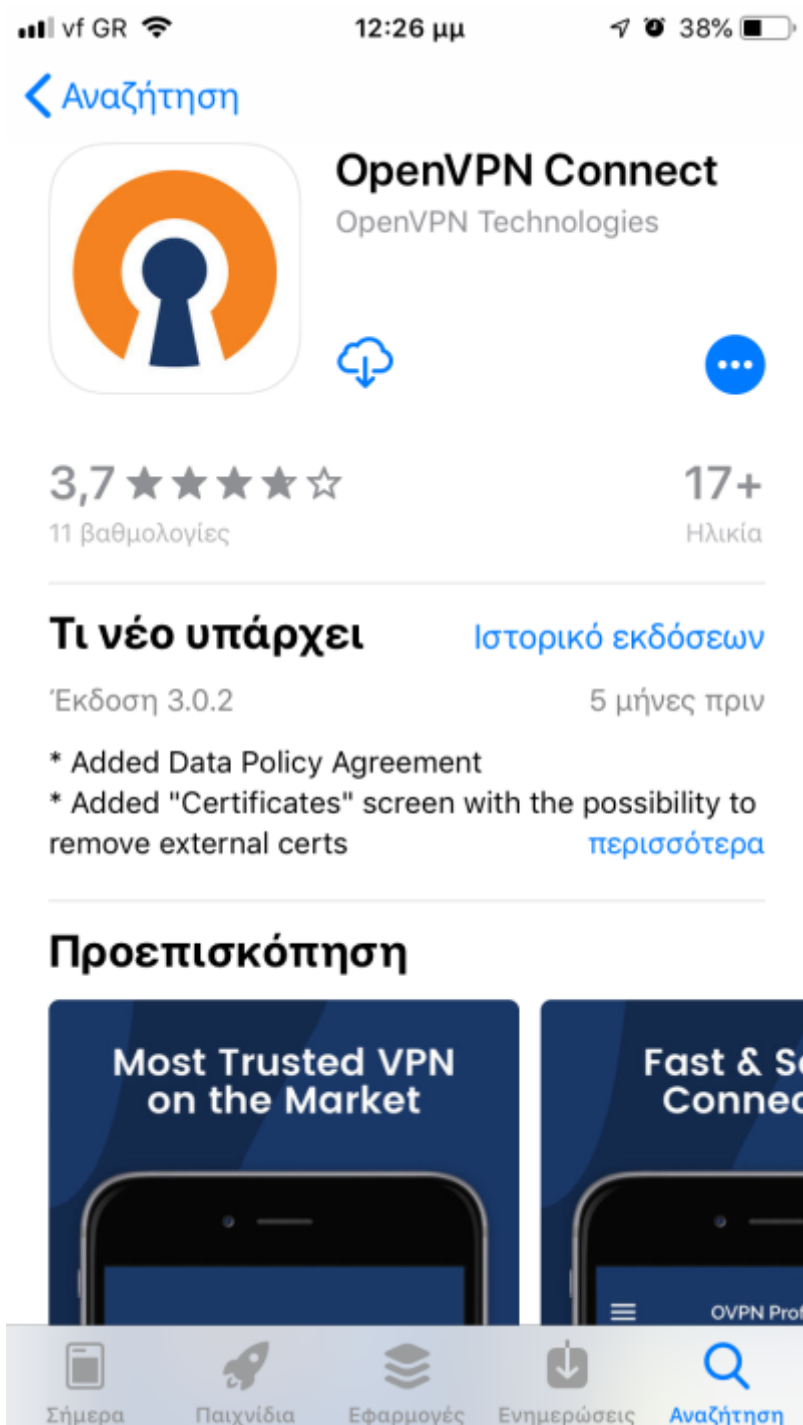 vf GR 12:26 μμ 38%
Αναζήτηση
OpenVPN Connect
OpenVPN Technologies
3,7 17+
11 βαθμολογίες Ηλικία
Τι νέο υπάρχει Ιστορικό εκδόσεων
Έκδοση 3.0.2 5 μήνες πριν
* Added Data Policy Agreement
* Added "Certificates" screen with the possibility to
remove external certs περισσότερα
Προεπισκόπηση
Most Trusted VPN
on the Market
Fast &
OVPN
Σήμερα Παιχνίδια Εφαρμογές Ενημερώσεις Αναζήτηση